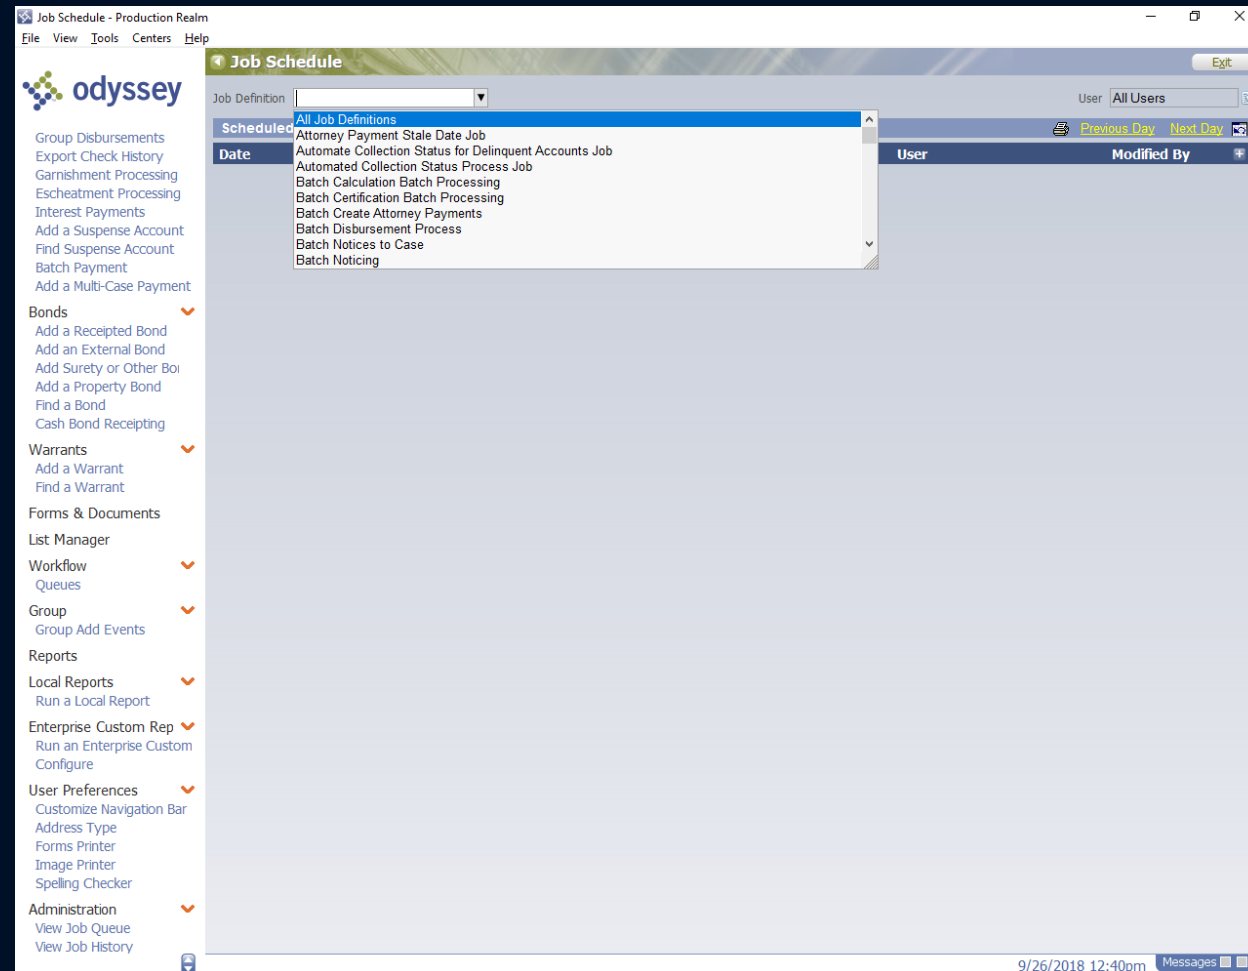 Job Schedule - Production Realm
File View Tools Centers Help
odyssey
Group Disbursements
Export Check History
Garnishment Processing
Escheatment Processing
Interest Payments
Add a Suspense Account
Find Suspense Account
Batch Payment
Add a Multi-Case Payment
Bonds
Add a Receipted Bond
Add an External Bond
Add Surety or Other Bo
Add a Property Bond
Find a Bond
Cash Bond Receipting
Warrants
Add a Warrant
Find a Warrant
Forms & Documents
List Manager
Workflow
Queues
Group
Group Add Events
Reports
Local Reports
Run a Local Report
Enterprise Custom Rep
Run an Enterprise Custom
Configure
User Preferences
Customize Navigation Bar
Address Type
Forms Printer
Image Printer
Spelling Checker
Administration
View Job Queue
View Job History
Job Schedule
Exit
Job Definition
User All Users
Scheduled
Previous Day Next Day
Date User Modified By
All Job Definitions
Attorney Payment Stale Date Job
Automate Collection Status for Delinquent Accounts Job
Automated Collection Status Process Job
Batch Calculation Batch Processing
Batch Certification Batch Processing
Batch Create Attorney Payments
Batch Disbursement Process
Batch Notices to Case
Batch Noticing
9/26/2018 12:40pm Messages